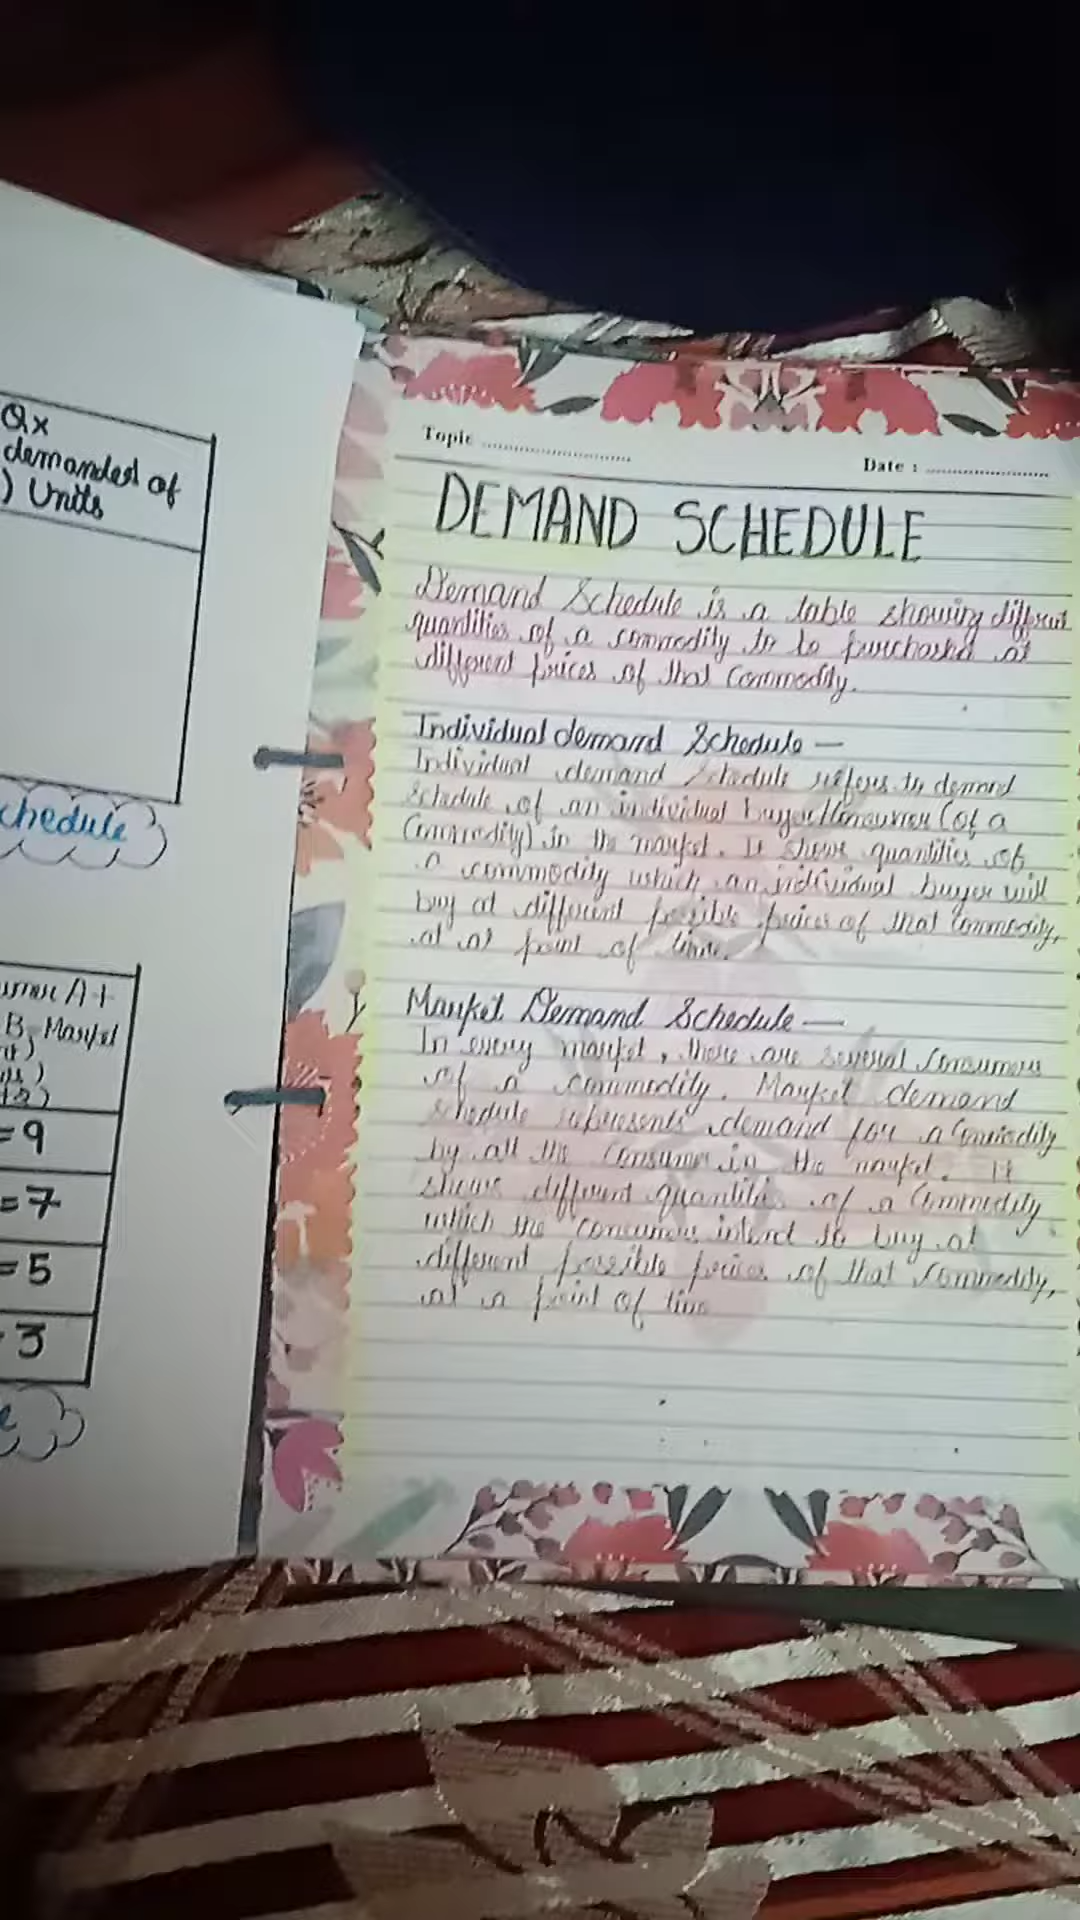 Qx
demanded of
) Units
chedule
umer A+
B, Market
=9
=7
=5
3
Topic
Date :
DEMAND SCHEDULE
Demand Schedule is a table showing different
quantities of a commodity to to purchased at
different prices of that Commodity.
Individual demand Schedule —
Individual demand schedule refers to demand
schedule of an individual buyer/Consumer (of a
Commodity) in the market. It shows quantities of
a commodity which an individual buyer will
buy at different possible prices of that Commodity,
at a point of time.
Market Demand Schedule —
In every market, there are several Consumers
of a commodity. Market demand
schedule represents demand for a Commodity
by all the consumer in the market. It
shows different quantities of a Commodity
which the consumers intend to buy at
different possible prices of that Commodity,
at a point of time